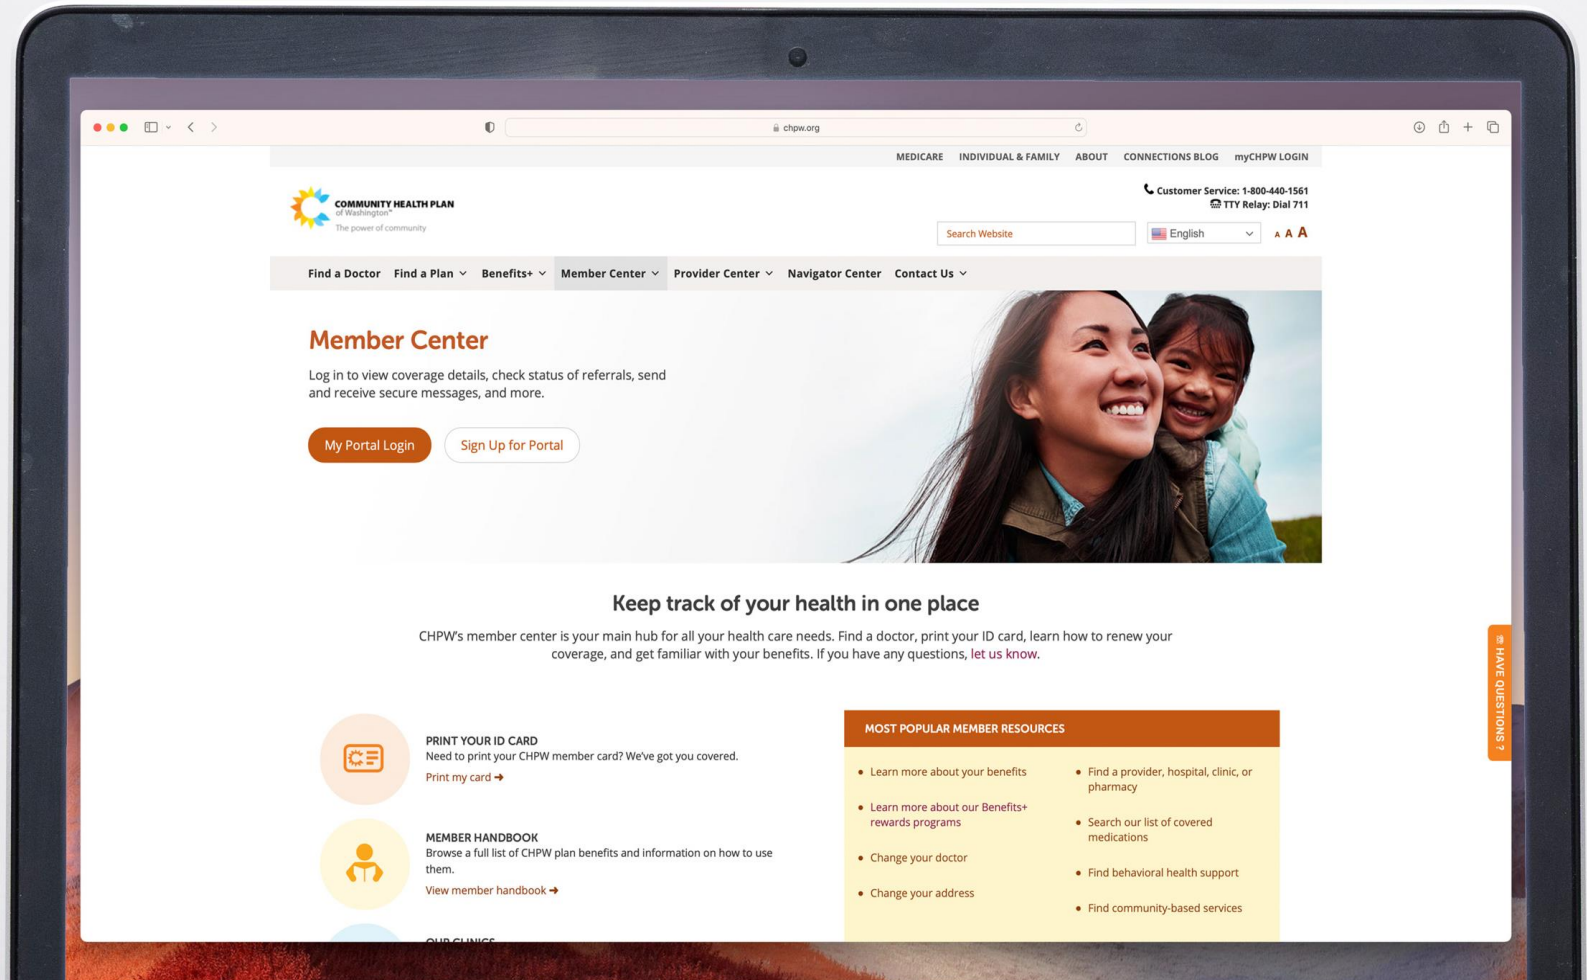 chpw.org
MEDICARE INDIVIDUAL & FAMILY ABOUT CONNECTIONS BLOG myCHPW LOGIN
COMMUNITY HEALTH PLAN
of Washington™
The power of community
Customer Service: 1-800-440-1561
TTY Relay: Dial 711
Search Website
English
A A A
Find a Doctor Find a Plan Benefits+ Member Center Provider Center Navigator Center Contact Us
Member Center
Log in to view coverage details, check status of referrals, send
and receive secure messages, and more.
My Portal Login Sign Up for Portal
Keep track of your health in one place
CHPW's member center is your main hub for all your health care needs. Find a doctor, print your ID card, learn how to renew your
coverage, and get familiar with your benefits. If you have any questions, let us know.
HAVE QUESTIONS ?
PRINT YOUR ID CARD
Need to print your CHPW member card? We've got you covered.
Print my card ➜
MEMBER HANDBOOK
Browse a full list of CHPW plan benefits and information on how to use
them.
View member handbook ➜
OUR CLINICS
MOST POPULAR MEMBER RESOURCES
• Learn more about your benefits
• Learn more about our Benefits+
rewards programs
• Change your doctor
• Change your address
• Find a provider, hospital, clinic, or
pharmacy
• Search our list of covered
medications
• Find behavioral health support
• Find community-based services